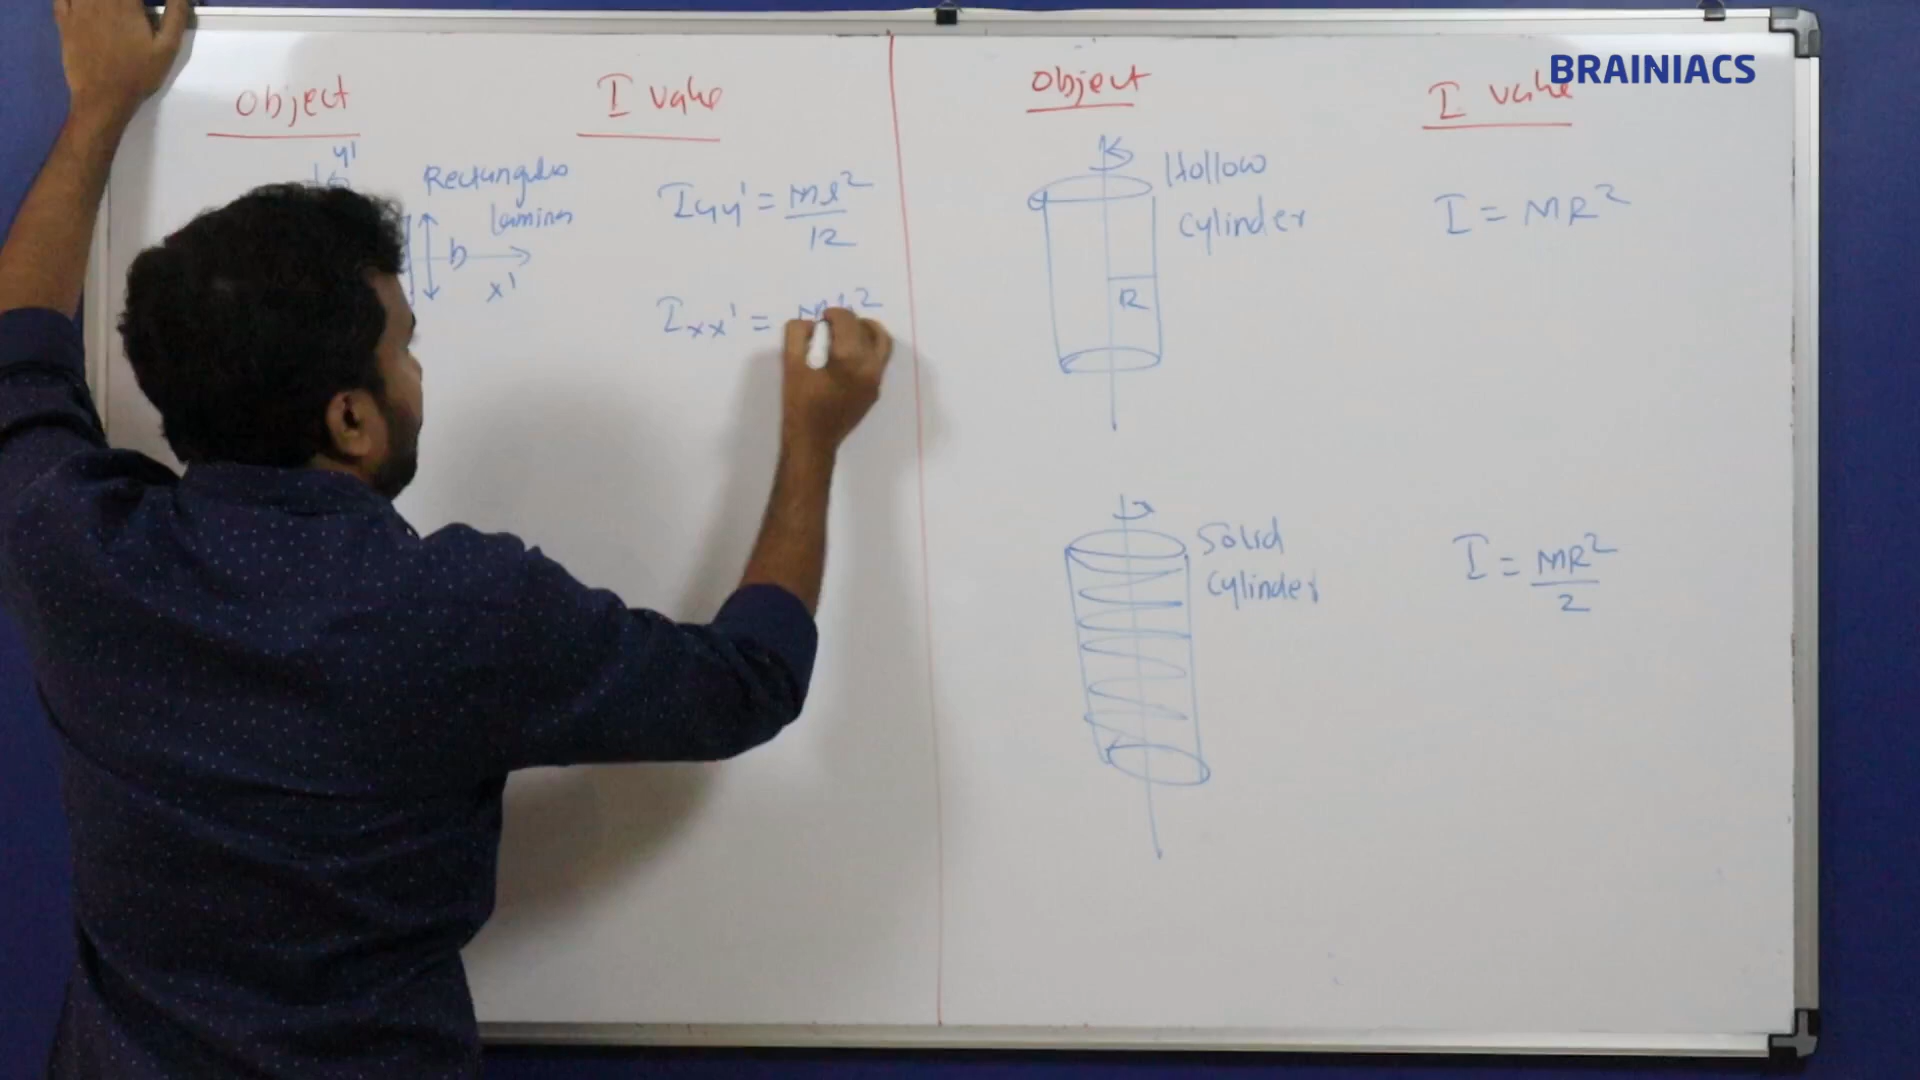 BRAINIACS
Object
I value
y'
Rectangular
lamina
b
x'
Iyy' = Ml²
12
Ixx' =
Object
I value
Hollow
cylinder
R
I = MR²
Solid
cylinder
I = MR²
2